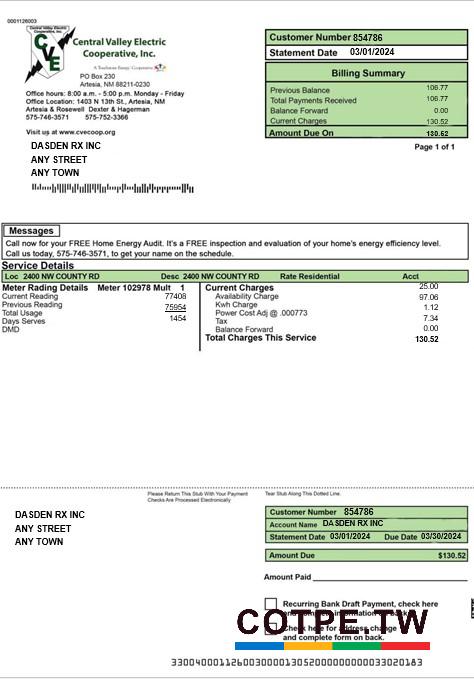 0001126003
Central Valley Electric
Cooperative, Inc.
CVE
Central Valley Electric
Cooperative, Inc.
A Touchstone Energy Cooperative
PO Box 230
Artesia, NM 88211-0230
Office hours: 8:00 a.m. - 5:00 p.m. Monday - Friday
Office Location: 1403 N 13th St., Artesia, NM
Artesia & Rosewell Dexter & Hagerman
575-746-3571 575-752-3366
Visit us at www.cvecoop.org
Customer Number 854786
Statement Date 03/01/2024
Billing Summary
Previous Balance 106.77
Total Payments Received 106.77
Balance Forward 0.00
Current Charges 130.52
Amount Due On 130.52
Page 1 of 1
DASDEN RX INC
ANY STREET
ANY TOWN
Messages
Call now for your FREE Home Energy Audit. It's a FREE inspection and evaluation of your home's energy efficiency level.
Call us today, 575-746-3571, to get your name on the schedule.
Service Details
Loc 2400 NW COUNTY RD Desc 2400 NW COUNTY RD Rate Residential Acct
Meter Rading Details Meter 102978 Mult 1
Current Reading 77408
Previous Reading 75954
Total Usage 1454
Days Serves
DMD
Current Charges 25.00
Availability Charge 97.06
Kwh Charge 1.12
Power Cost Adj @ .000773
Tax 7.34
Balance Forward 0.00
Total Charges This Service 130.52
Please Return This Stub With Your Payment
Checks Are Processed Electronically
Tear Stub Along This Dotted Line.
DASDEN RX INC
ANY STREET
ANY TOWN
Customer Number 854786
Account Name DASDEN RX INC
Statement Date 03/01/2024 Due Date 03/30/2024
Amount Due $130.52
Amount Paid
Recurring Bank Draft Payment, check here
and complete information on back.
Check here for address change
and complete form on back.
COTPE.TW
33004000112600300001305200000000033020183